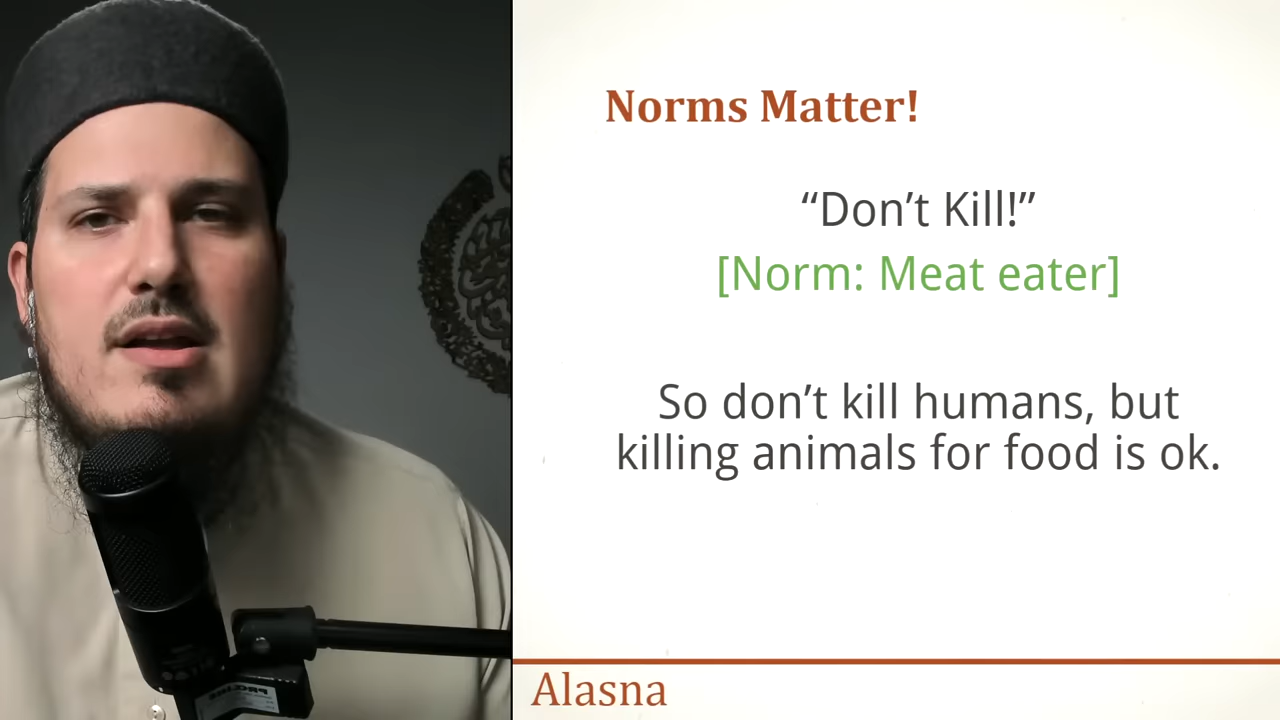 Norms Matter!
“Don’t Kill!”
[Norm: Meat eater]
So don’t kill humans, but
killing animals for food is ok.
Alasna